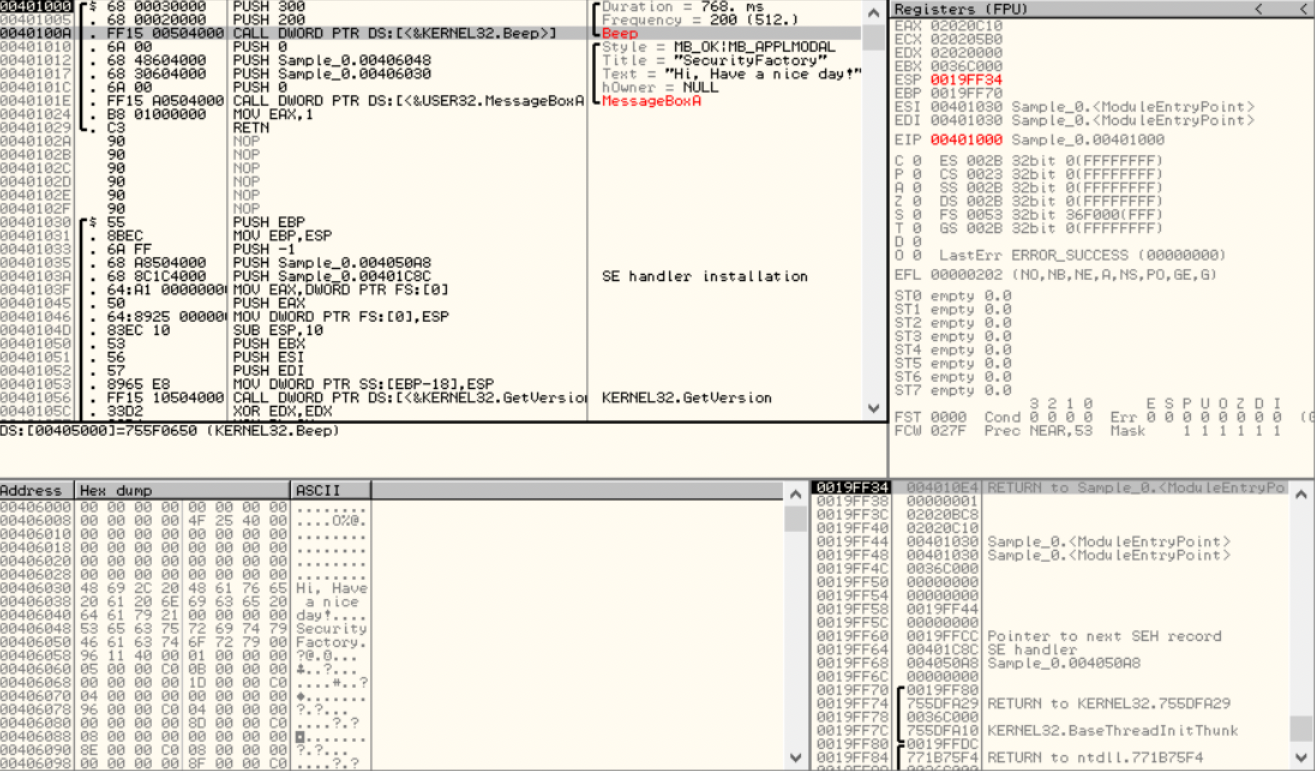 00401000 $ 68 00030000 PUSH 300 Duration = 768. ms
00401005 . 68 00020000 PUSH 200 Frequency = 200 (512.)
0040100A . FF15 00504000 CALL DWORD PTR DS:[<&KERNEL32.Beep>] Beep
00401010 . 6A 00 PUSH 0 Style = MB_OK|MB_APPLMODAL
00401012 . 68 48604000 PUSH Sample_0.00406048 Title = "SecurityFactory"
00401017 . 68 30604000 PUSH Sample_0.00406030 Text = "Hi, Have a nice day!"
0040101C . 6A 00 PUSH 0 hOwner = NULL
0040101E . FF15 A0504000 CALL DWORD PTR DS:[<&USER32.MessageBoxA MessageBoxA
00401024 . B8 01000000 MOV EAX,1
00401029 . C3 RETN
0040102A 90 NOP
0040102B 90 NOP
0040102C 90 NOP
0040102D 90 NOP
0040102E 90 NOP
0040102F 90 NOP
00401030 $ 55 PUSH EBP
00401031 . 8BEC MOV EBP,ESP
00401033 . 6A FF PUSH -1
00401035 . 68 A8504000 PUSH Sample_0.004050A8
0040103A . 68 8C1C4000 PUSH Sample_0.00401C8C SE handler installation
0040103F . 64:A1 0000000 MOV EAX,DWORD PTR FS:[0]
00401045 . 50 PUSH EAX
00401046 . 64:8925 00000 MOV DWORD PTR FS:[0],ESP
0040104D . 83EC 10 SUB ESP,10
00401050 . 53 PUSH EBX
00401051 . 56 PUSH ESI
00401052 . 57 PUSH EDI
00401053 . 8965 E8 MOV DWORD PTR SS:[EBP-18],ESP
00401056 . FF15 10504000 CALL DWORD PTR DS:[<&KERNEL32.GetVersion KERNEL32.GetVersion
0040105C . 33D2 XOR EDX,EDX
DS:[00405000]=755F0650 (KERNEL32.Beep)
Registers (FPU) < <
EAX 02020C10
ECX 020205B0
EDX 02020000
EBX 0036C000
ESP 0019FF34
EBP 0019FF70
ESI 00401030 Sample_0.<ModuleEntryPoint>
EDI 00401030 Sample_0.<ModuleEntryPoint>
EIP 00401000 Sample_0.00401000
C 0 ES 002B 32bit 0(FFFFFFFF)
P 0 CS 0023 32bit 0(FFFFFFFF)
A 0 SS 002B 32bit 0(FFFFFFFF)
Z 0 DS 002B 32bit 0(FFFFFFFF)
S 0 FS 0053 32bit 36F000(FFF)
T 0 GS 002B 32bit 0(FFFFFFFF)
D 0
O 0 LastErr ERROR_SUCCESS (00000000)
EFL 00000202 (NO,NB,NE,A,NS,PO,GE,G)
ST0 empty 0.0
ST1 empty 0.0
ST2 empty 0.0
ST3 empty 0.0
ST4 empty 0.0
ST5 empty 0.0
ST6 empty 0.0
ST7 empty 0.0
3 2 1 0 E S P U O Z D I
FST 0000 Cond 0 0 0 0 Err 0 0 0 0 0 0 0 0 (G
FCW 027F Prec NEAR,53 Mask 1 1 1 1 1 1
Address Hex dump ASCII
00406000 00 00 00 00 00 00 00 00 ........
00406008 00 00 00 00 4F 25 40 00 ....O%@.
00406010 00 00 00 00 00 00 00 00 ........
00406018 00 00 00 00 00 00 00 00 ........
00406020 00 00 00 00 00 00 00 00 ........
00406028 00 00 00 00 00 00 00 00 ........
00406030 48 69 2C 20 48 61 76 65 Hi, Have
00406038 20 61 20 6E 69 63 65 20 a nice
00406040 64 61 79 21 00 00 00 00 day!....
00406048 53 65 63 75 72 69 74 79 Security
00406050 46 61 63 74 6F 72 79 00 Factory.
00406058 96 11 40 00 01 00 00 00 ?@.☺...
00406060 05 00 00 C0 0B 00 00 00 ♣..?...
00406068 00 00 00 00 1D 00 00 C0 ....#..?
00406070 04 00 00 00 00 00 00 00 ♦.......
00406078 96 00 00 C0 04 00 00 00 ?.?...
00406080 00 00 00 00 8D 00 00 C0 ....?.?
00406088 08 00 00 00 00 00 00 00 ◘.......
00406090 8E 00 00 C0 08 00 00 00 ?.?...
00406098 00 00 00 00 8F 00 00 C0 ....?.?
0019FF34 004010E4 RETURN to Sample_0.<ModuleEntryPo
0019FF38 00000001
0019FF3C 02020BC8
0019FF40 02020C10
0019FF44 00401030 Sample_0.<ModuleEntryPoint>
0019FF48 00401030 Sample_0.<ModuleEntryPoint>
0019FF4C 0036C000
0019FF50 00000000
0019FF54 00000000
0019FF58 0019FF44
0019FF5C 00000000
0019FF60 0019FFCC Pointer to next SEH record
0019FF64 00401C8C SE handler
0019FF68 004050A8 Sample_0.004050A8
0019FF6C 00000000
0019FF70 0019FF80
0019FF74 755DFA29 RETURN to KERNEL32.755DFA29
0019FF78 0036C000
0019FF7C 755DFA10 KERNEL32.BaseThreadInitThunk
0019FF80 0019FFDC
0019FF84 771B75F4 RETURN to ntdll.771B75F4